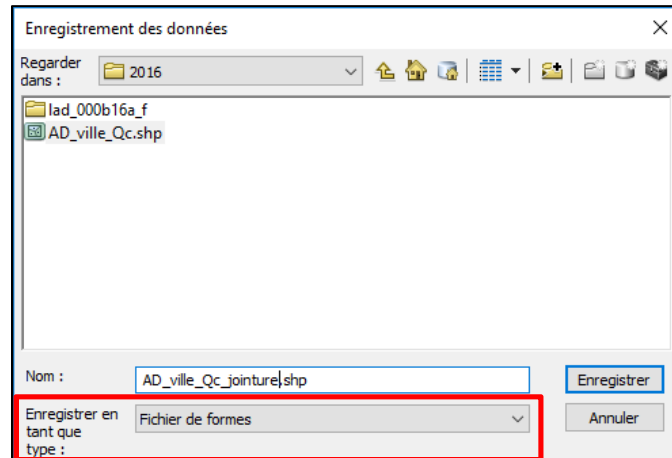 Enregistrement des données
Regarder
dans :
2016
lad_000b16a_f
AD_ville_Qc.shp
Nom :
AD_ville_Qc_jointure.shp
Enregistrer
Enregistrer en
tant que
type :
Fichier de formes
Annuler